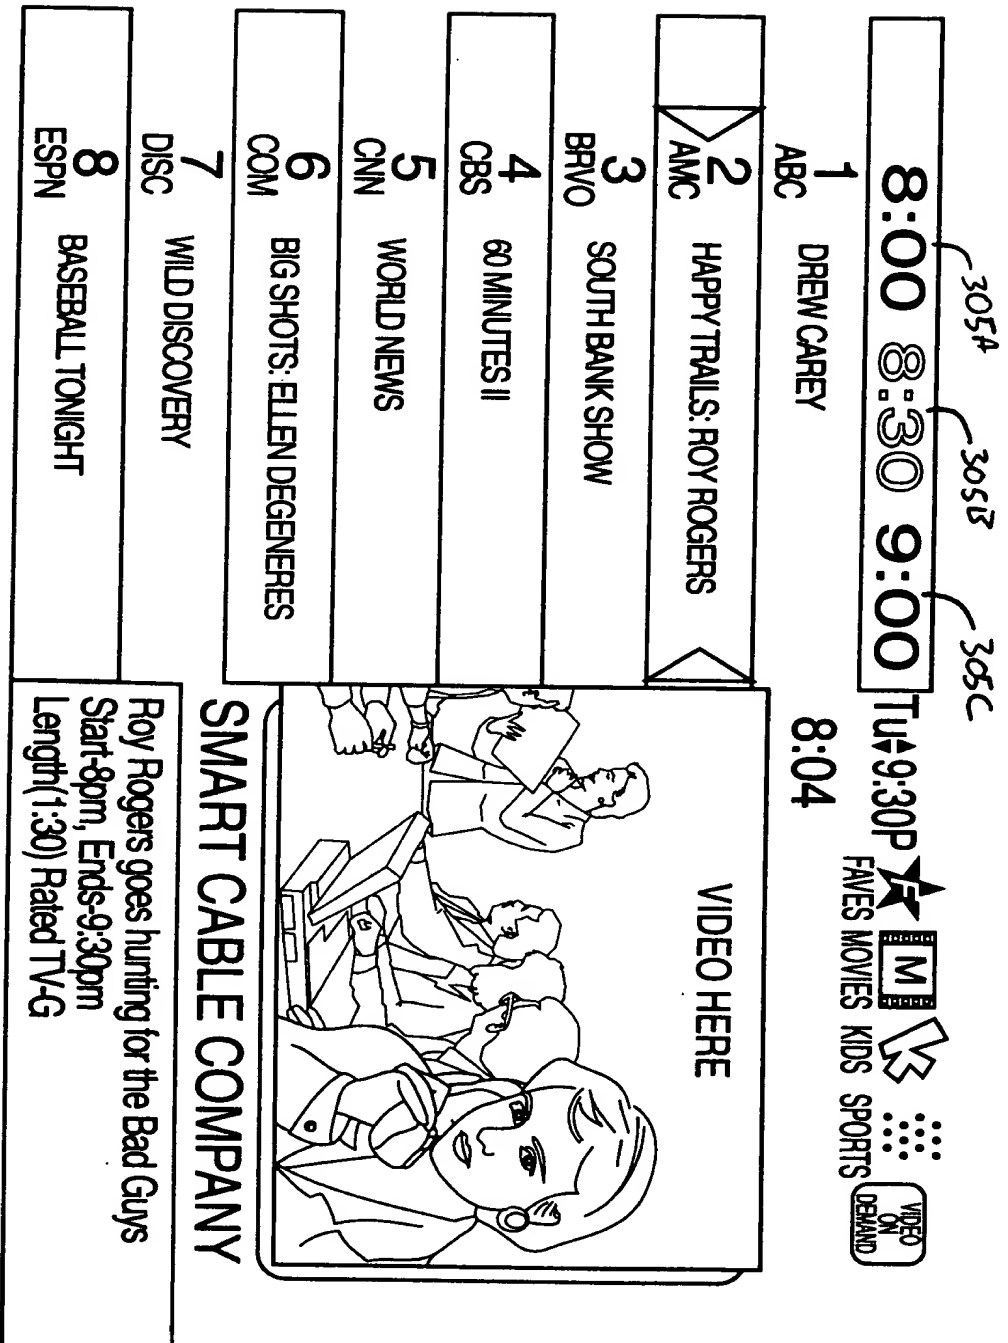 305A 305B 305C
8:00 8:30 9:00 Tu 9:30P
F M K
FAVES MOVIES KIDS SPORTS VIDEO ON DEMAND
8:04
1 ABC DREW CAREY
2 AMC HAPPY TRAILS: ROY ROGERS
3 BRVO SOUTH BANK SHOW
4 CBS 60 MINUTES II
5 CNN WORLD NEWS
6 COM BIG SHOTS: ELLEN DEGENERES
7 DISC WILD DISCOVERY
8 ESPN BASEBALL TONIGHT
VIDEO HERE
SMART CABLE COMPANY
Roy Rogers goes hunting for the Bad Guys
Start-8pm, Ends-9:30pm
Length(1:30) Rated TV-G